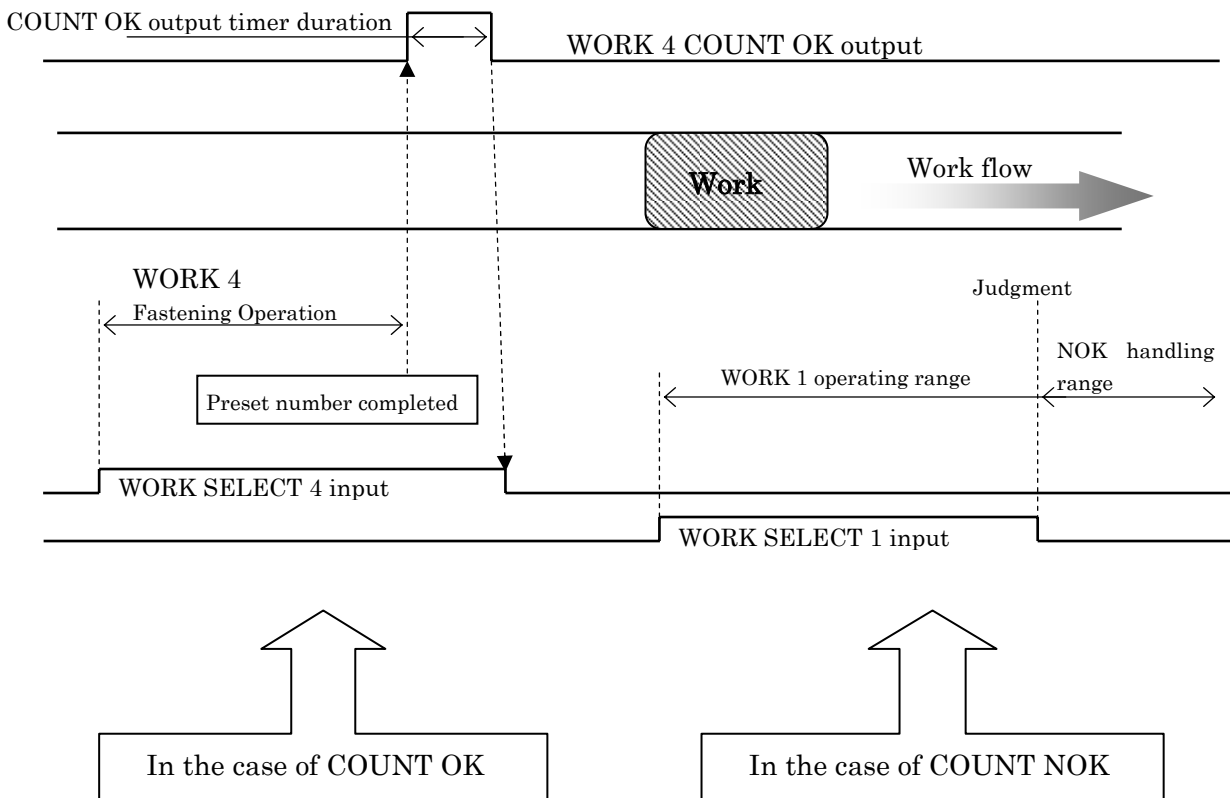 COUNT OK output timer duration
WORK 4 COUNT OK output
Work
Work flow
WORK 4
Fastening Operation
Judgment
NOK handling
range
WORK 1 operating range
Preset number completed
WORK SELECT 4 input
WORK SELECT 1 input
In the case of COUNT OK
In the case of COUNT NOK